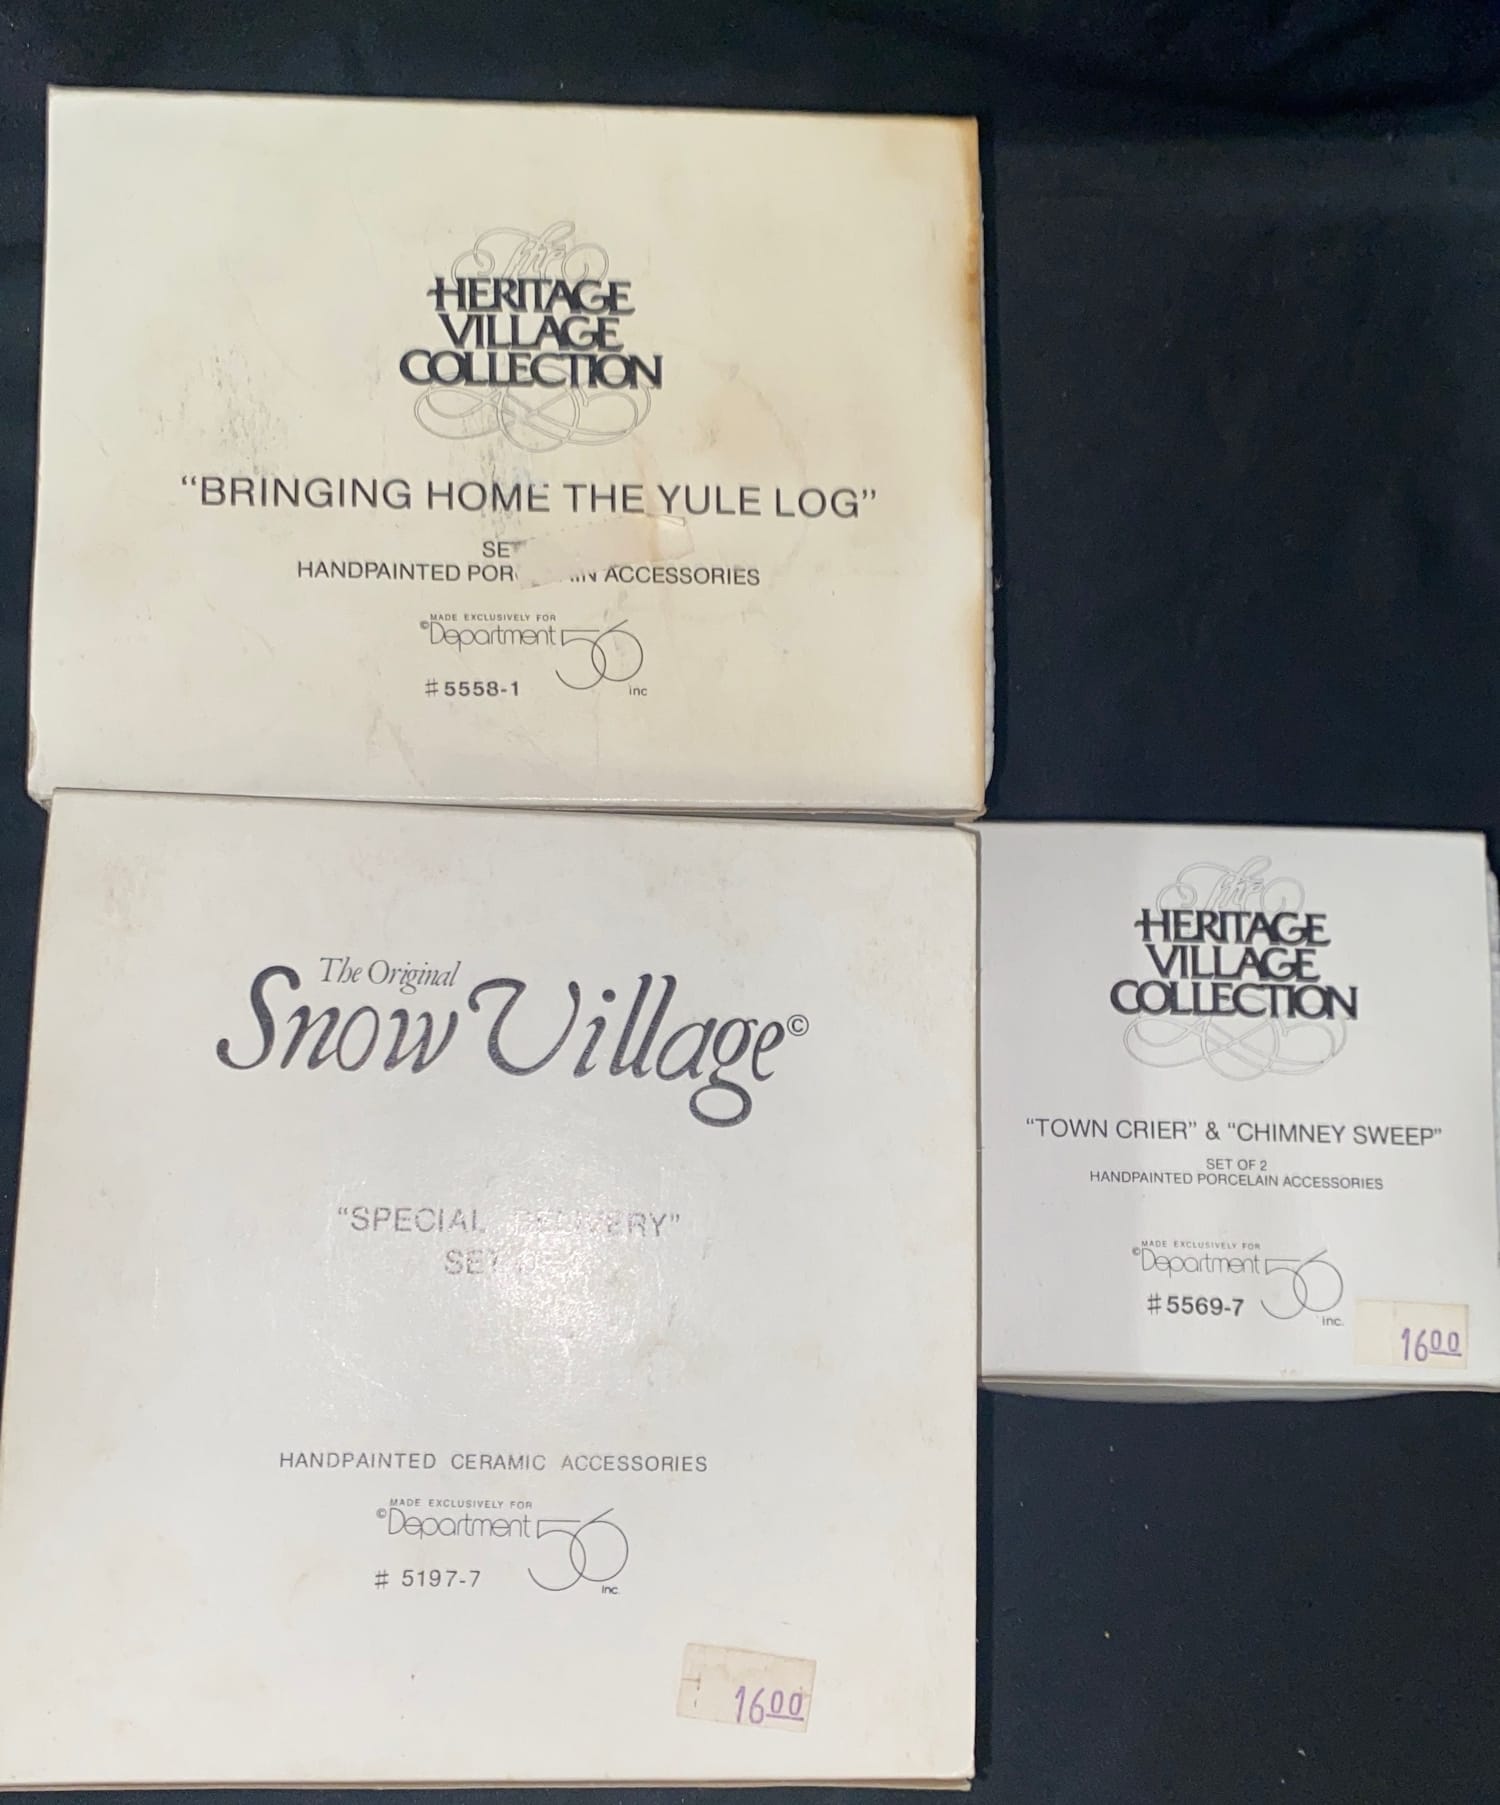 The
HERITAGE
VILLAGE
COLLECTION
"BRINGING HOME THE YULE LOG"
SET
HANDPAINTED ACCESSORIES
MADE EXCLUSIVELY FOR
©Department 56
inc
#5558-1
The Original
Snow Village©
"SPECIAL DELIVERY"
SET
HANDPAINTED CERAMIC ACCESSORIES
MADE EXCLUSIVELY FOR
©Department 56
inc.
# 5197-7
1600
The
HERITAGE
VILLAGE
COLLECTION
"TOWN CRIER" & "CHIMNEY SWEEP"
SET OF 2
HANDPAINTED PORCELAIN ACCESSORIES
MADE EXCLUSIVELY FOR
©Department 56
inc.
#5569-7
1600